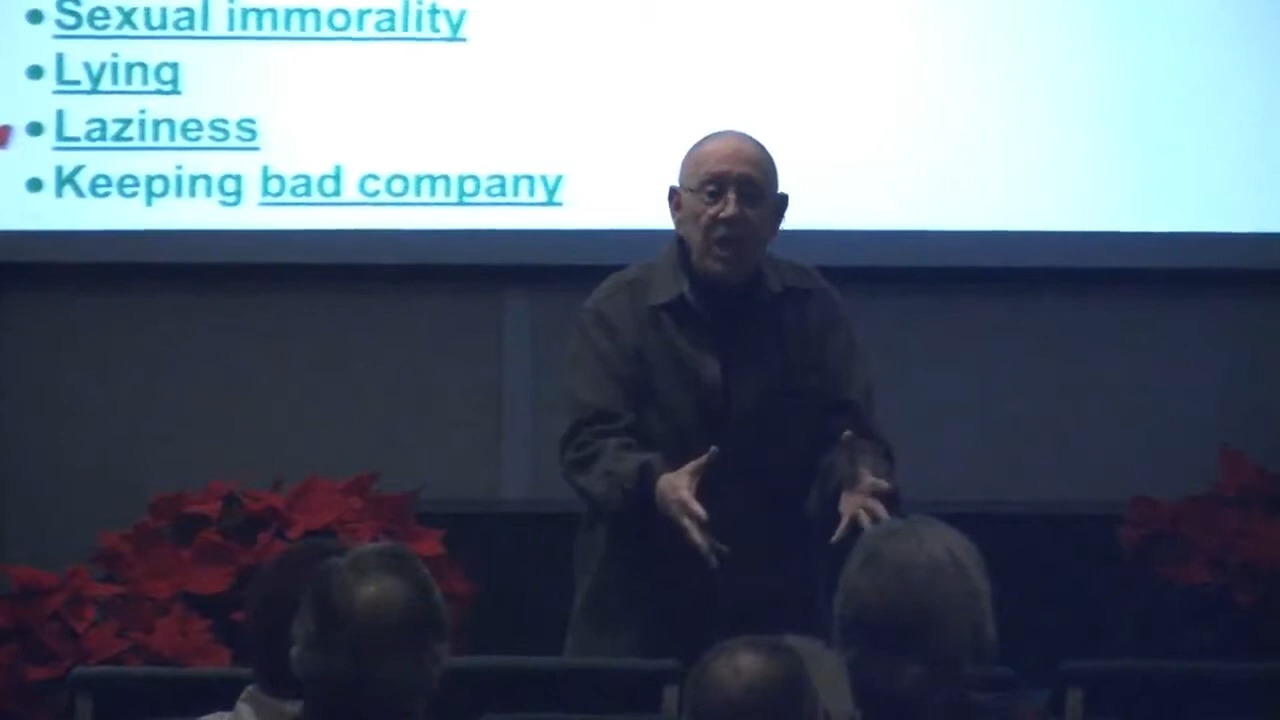 • Sexual immorality
• Lying
• Laziness
• Keeping bad company